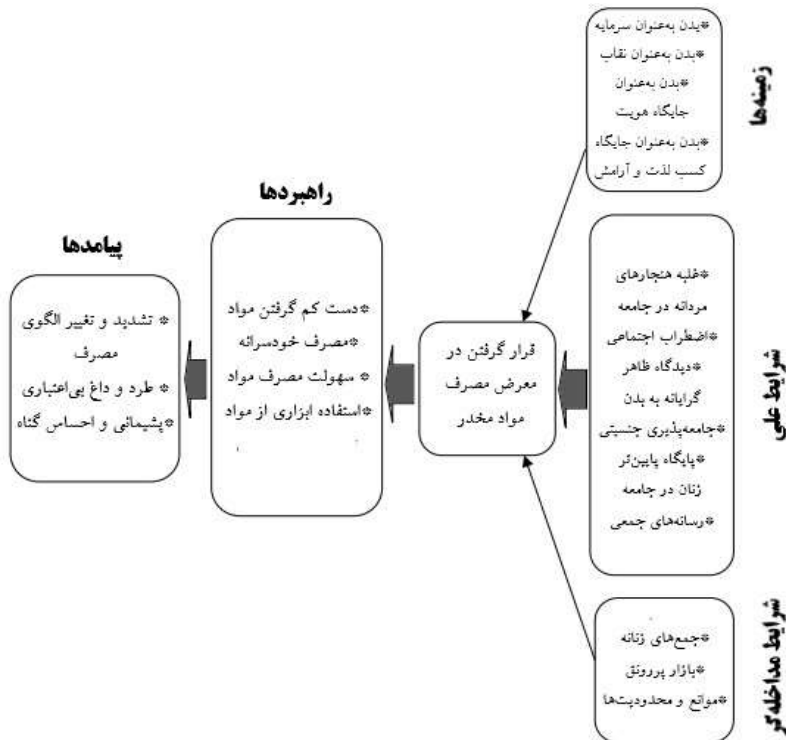 زمینه‌ها
*بدن به‌عنوان سرمایه
*بدن به‌عنوان نقاب
*بدن به‌عنوان
جایگاه هویت
*بدن به‌عنوان جایگاه
کسب لذت و آرامش
شرایط علی
*غلبه هنجارهای
مردانه در جامعه
*اضطراب اجتماعی
*دیدگاه ظاهر
گرایانه به بدن
*جامعه‌پذیری جنسیتی
*پایگاه پایین‌تر
زنان در جامعه
*رسانه‌های جمعی
شرایط مداخله‌گر
*جمع‌های زنانه
*بازار پررونق
*موانع و محدودیت‌ها
قرار گرفتن در
معرض مصرف
مواد مخدر
راهبردها
*دست کم گرفتن مواد
*مصرف خودسرانه
*سهولت مصرف مواد
*استفاده ابزاری از مواد
پیامدها
* تشدید و تغییر الگوی
مصرف
* طرد و داغ بی‌اعتباری
*پشیمانی و احساس گناه